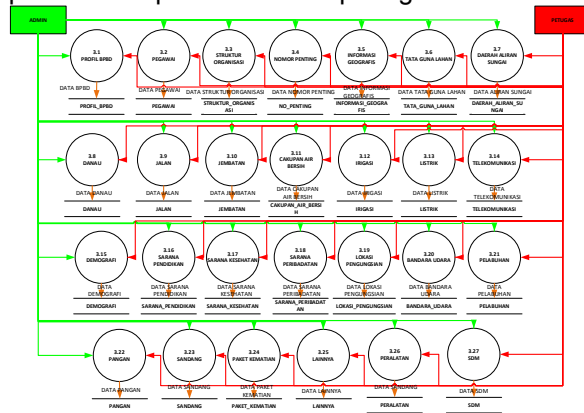 ADMIN
PETUGAS
3.1
PROFIL BPBD
3.2
PEGAWAI
3.3
STRUKTUR
ORGANISASI
3.4
NOMOR PENTING
3.5
INFORMASI
GEOGRAFIS
3.6
TATA GUNA LAHAN
3.7
DAERAH ALIRAN
SUNGAI
DATA BPBD
DATA PEGAWAI
DATA STRUKTUR ORGANISASI
DATA NOMOR PENTING
DATA INFORMASI
GEOGRAFIS
DATA TATA GUNA LAHAN
DATA ALIRAN SUNGAI
PROFIL_BPBD
PEGAWAI
STRUKTUR_ORGANIS
ASI
NO_PENTING
INFORMASI_GEOGRA
FIS
TATA_GUNA_LAHAN
DAERAH_ALIRAN_SU
NGAI
3.8
DANAU
3.9
JALAN
3.10
JEMBATAN
3.11
CAKUPAN AIR
BERSIH
3.12
IRIGASI
3.13
LISTRIK
3.14
TELEKOMUNIKASI
DATA DANAU
DATA JALAN
DATA JEMBATAN
DATA CAKUPAN
AIR BERSIH
DATA IRIGASI
DATA LISTRIK
DATA
TELEKOMUNIKASI
DANAU
JALAN
JEMBATAN
CAKUPAN_AIR_BERSI
H
IRIGASI
LISTRIK
TELEKOMUNIKASI
3.15
DEMOGRAFI
3.16
SARANA
PENDIDIKAN
3.17
SARANA KESEHATAN
3.18
SARANA
PERIBADATAN
3.19
LOKASI
PENGUNGSIAN
3.20
BANDARA UDARA
3.21
PELABUHAN
DATA
DEMOGRAFI
DATA SARANA
PENDIDIKAN
DATA SARANA
KESEHATAN
DATA SARANA
PERIBADATAN
DATA LOKASI
PENGUNGSIAN
DATA BANDARA
UDARA
DATA
PELABUHAN
DEMOGRAFI
SARANA_PENDIDIKAN
SARANA_KESEHATAN
SARANA_PERIBADAT
AN
LOKASI_PENGUNGSIAN
BANDARA_UDARA
PELABUHAN
3.22
PANGAN
3.23
SANDANG
3.24
PAKET KEMATIAN
3.25
LAINNYA
3.26
PERALATAN
3.27
SDM
DATA PANGAN
DATA SANDANG
DATA PAKET
KEMATIAN
DATA LAINNYA
DATA SANDANG
DATA SDM
PANGAN
SANDANG
PAKET_KEMATIAN
LAINNYA
PERALATAN
SDM